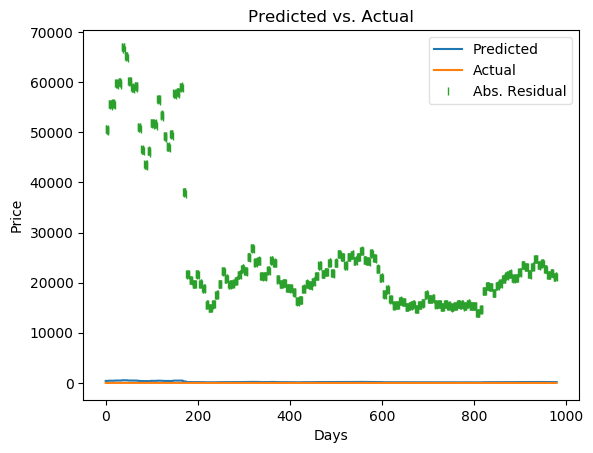 Predicted vs. Actual
70000
60000
50000
40000
30000
20000
10000
0
Price
Predicted
Actual
Abs. Residual
0 200 400 600 800 1000
Days